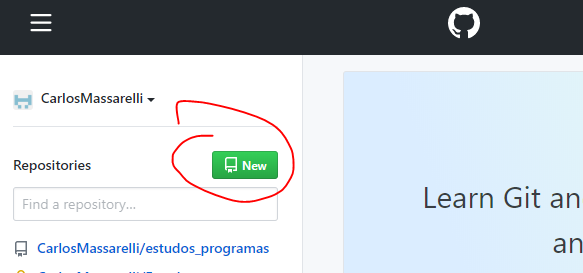 CarlosMassarelli
Repositories
New
Find a repository...
Learn Git an
an
CarlosMassarelli/estudos_programas